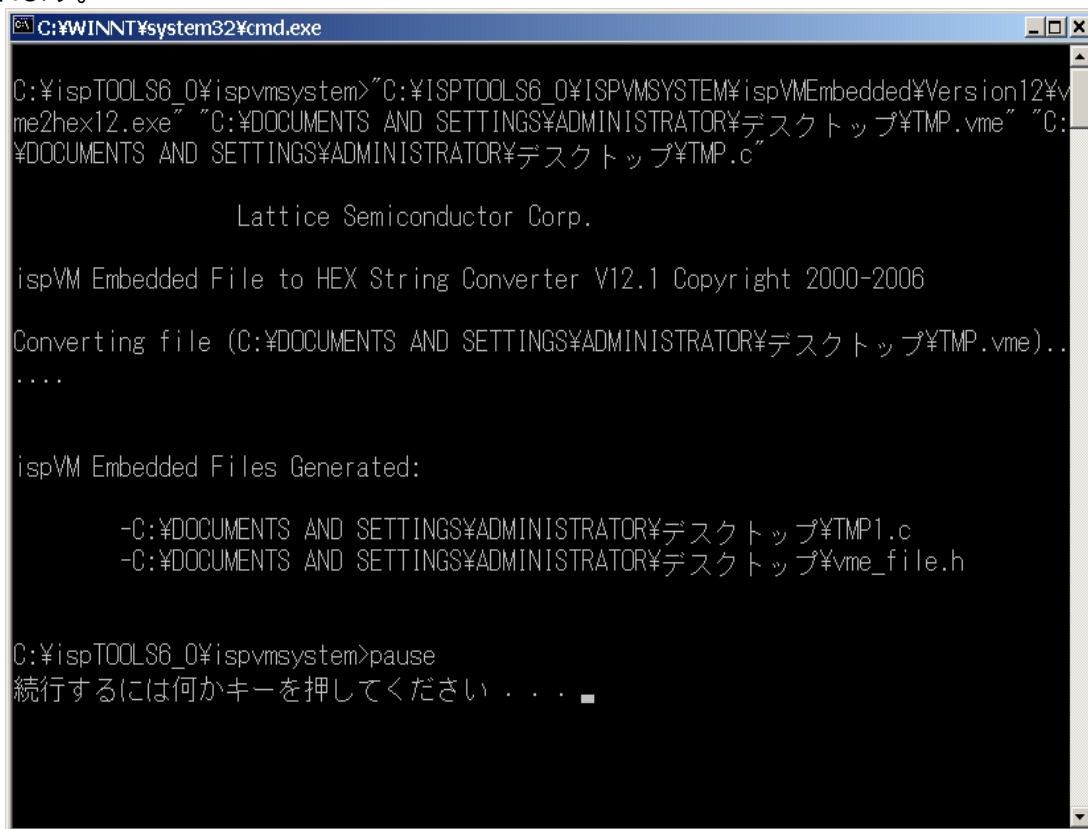 C:¥WINNT¥system32¥cmd.exe
C:¥ispTOOLS6_0¥ispvmsystem>"C:¥ISPTOOLS6_0¥ISPVMSYSTEM¥ispVMEmbedded¥Version12¥v
me2hex12.exe" "C:¥DOCUMENTS AND SETTINGS¥ADMINISTRATOR¥デスクトップ¥TMP.vme" "C:
¥DOCUMENTS AND SETTINGS¥ADMINISTRATOR¥デスクトップ¥TMP.c"
Lattice Semiconductor Corp.
ispVM Embedded File to HEX String Converter V12.1 Copyright 2000-2006
Converting file (C:¥DOCUMENTS AND SETTINGS¥ADMINISTRATOR¥デスクトップ¥TMP.vme)..
....
ispVM Embedded Files Generated:
-C:¥DOCUMENTS AND SETTINGS¥ADMINISTRATOR¥デスクトップ¥TMP1.c
-C:¥DOCUMENTS AND SETTINGS¥ADMINISTRATOR¥デスクトップ¥vme_file.h
C:¥ispTOOLS6_0¥ispvmsystem>pause
続行するには何かキーを押してください . . .